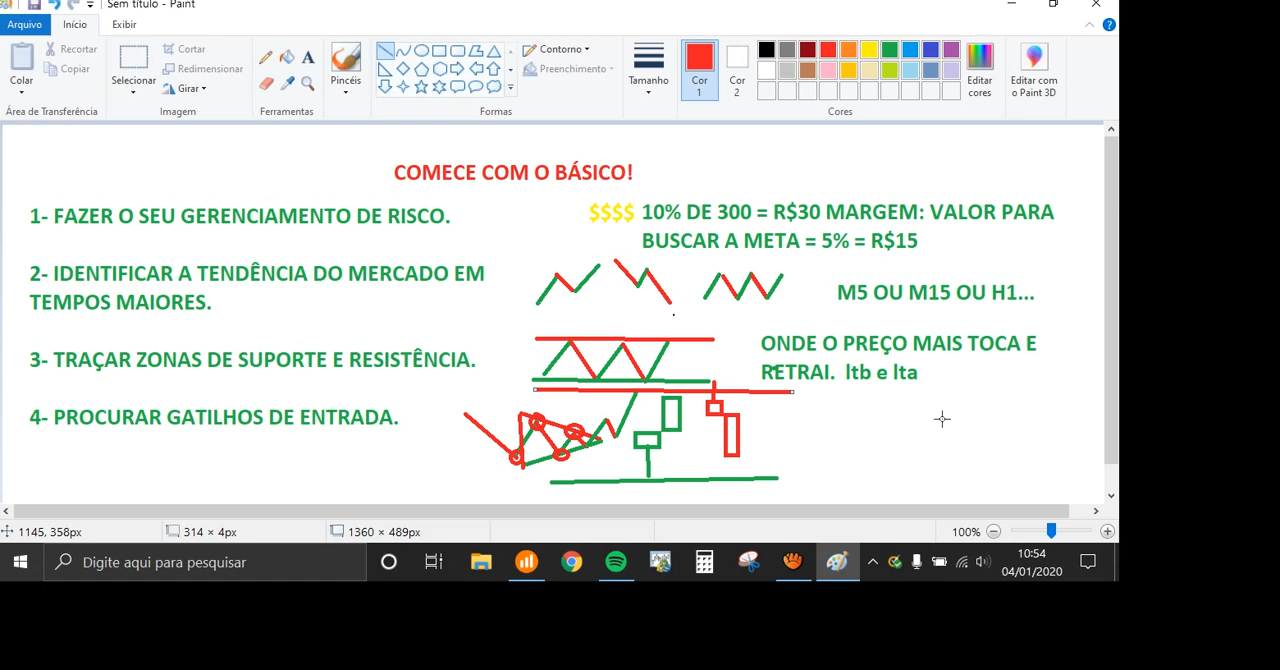 Sem título - Paint
Arquivo
Início
Exibir
Colar
Recortar
Copiar
Área de Transferência
Selecionar
Cortar
Redimensionar
Girar
Imagem
A
Ferramentas
Pincéis
Contorno
Preenchimento
Formas
Tamanho
Cor
1
Cor
2
Editar
cores
Editar com
o Paint 3D
Cores
COMECE COM O BÁSICO!
1- FAZER O SEU GERENCIAMENTO DE RISCO.
$$$$ 10% DE 300 = R$30 MARGEM: VALOR PARA
BUSCAR A META = 5% = R$15
2- IDENTIFICAR A TENDÊNCIA DO MERCADO EM
TEMPOS MAIORES.
M5 OU M15 OU H1...
3- TRAÇAR ZONAS DE SUPORTE E RESISTÊNCIA.
ONDE O PREÇO MAIS TOCA E
RETRAI. ltb e lta
4- PROCURAR GATILHOS DE ENTRADA.
1145, 358px
314 × 4px
1360 × 489px
100%
Digite aqui para pesquisar
10:54
04/01/2020